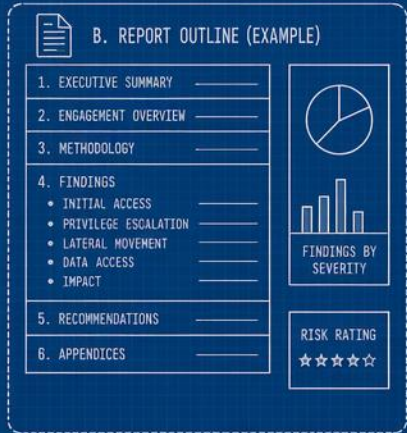 B. REPORT OUTLINE (EXAMPLE)
1. EXECUTIVE SUMMARY
2. ENGAGEMENT OVERVIEW
3. METHODOLOGY
4. FINDINGS
• INITIAL ACCESS
• PRIVILEGE ESCALATION
• LATERAL MOVEMENT
• DATA ACCESS
• IMPACT
5. RECOMMENDATIONS
6. APPENDICES
FINDINGS BY
SEVERITY
RISK RATING